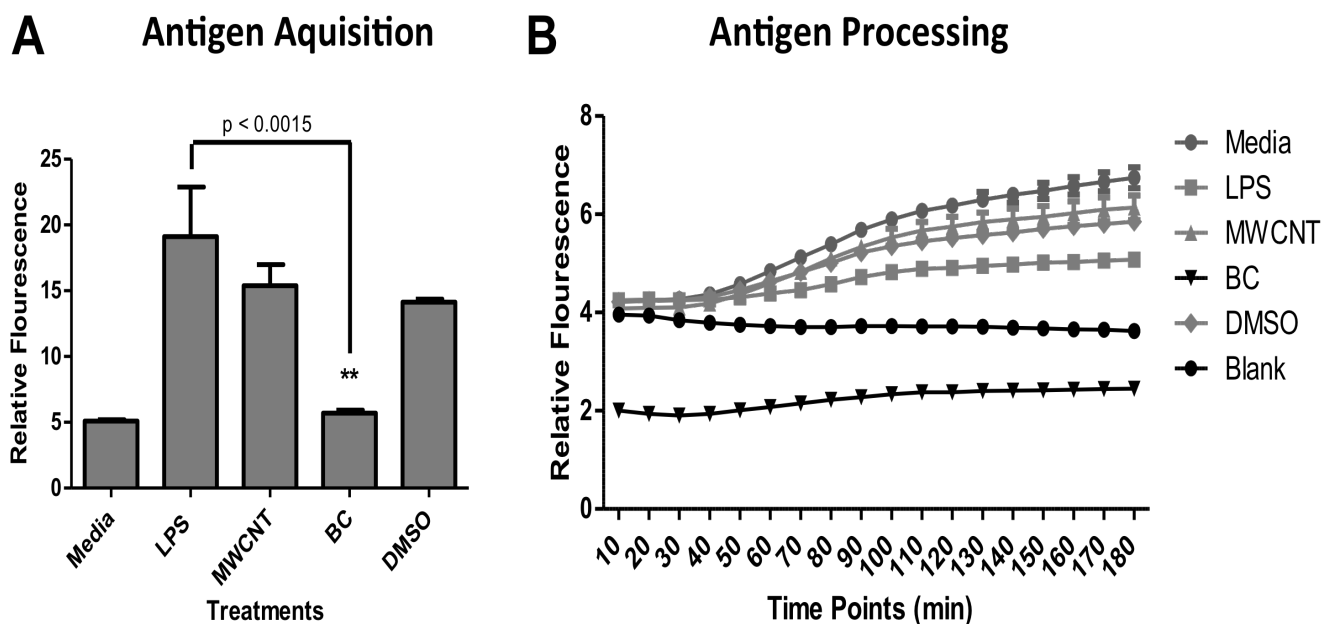 A Antigen Aquisition
p < 0.0015
25
20
15
10
5
0
Relative Flourescence
**
Media
LPS
MWCNT
BC
DMSO
Treatments
B Antigen Processing
8
6
4
2
0
Relative Flourescence
10
20
30
40
50
60
70
80
90
100
110
120
130
140
150
160
170
180
Time Points (min)
Media
LPS
MWCNT
BC
DMSO
Blank